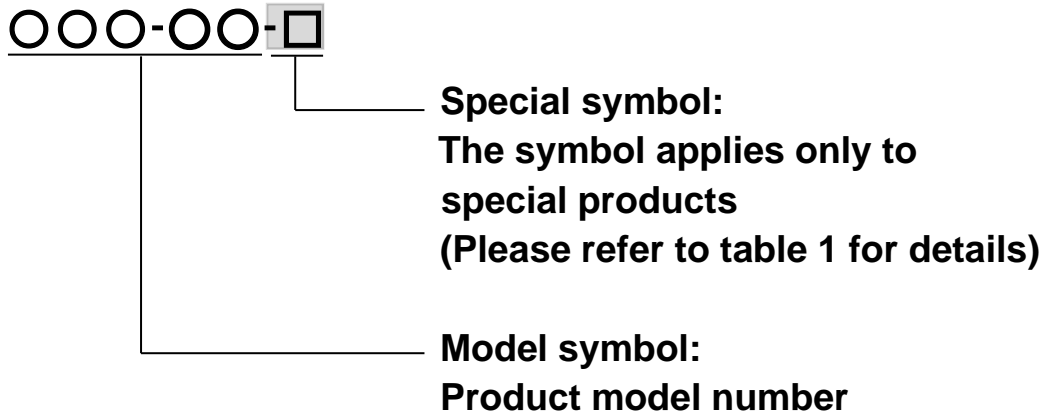 ○○○-○○-□
Special symbol:
The symbol applies only to
special products
(Please refer to table 1 for details)
Model symbol:
Product model number